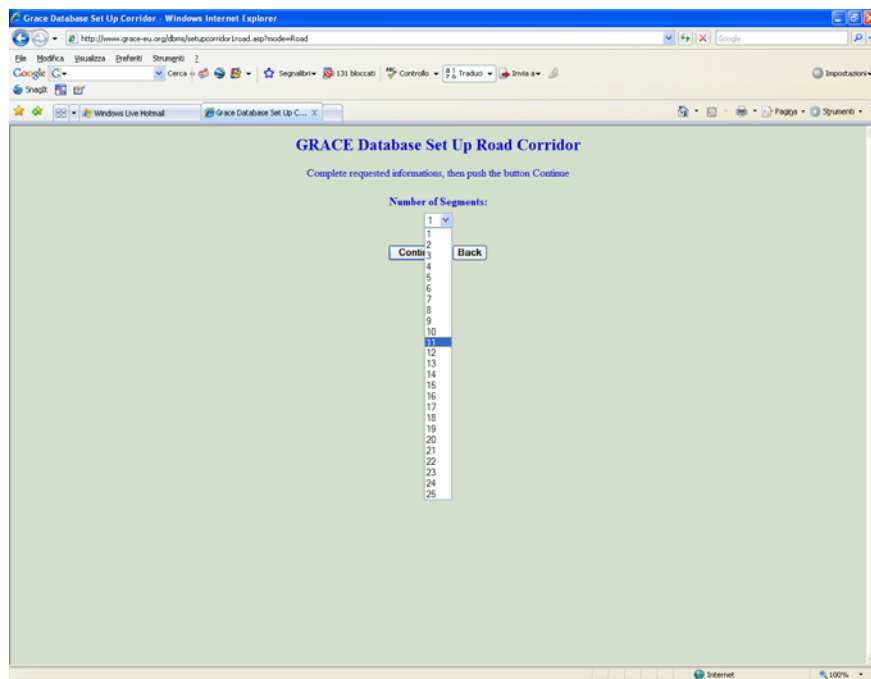 Grace Database Set Up Corridor - Windows Internet Explorer
http://www.grace-eu.org/dbms/setupcorridor1road.asp?mode=Road
Google
File Modifica Visualizza Preferiti Strumenti ?
Google G Cerca Segnalibri 131 bloccati Controllo Traduci Invia a Impostazioni
SnagIt
Windows Live Hotmail Grace Database Set Up C... X Pagina Strumenti
GRACE Database Set Up Road Corridor
Complete requested informations, then push the button Continue
Number of Segments:
1
1
2
Contin Back
3
4
5
6
7
8
9
10
11
12
13
14
15
16
17
18
19
20
21
22
23
24
25
Internet 100%